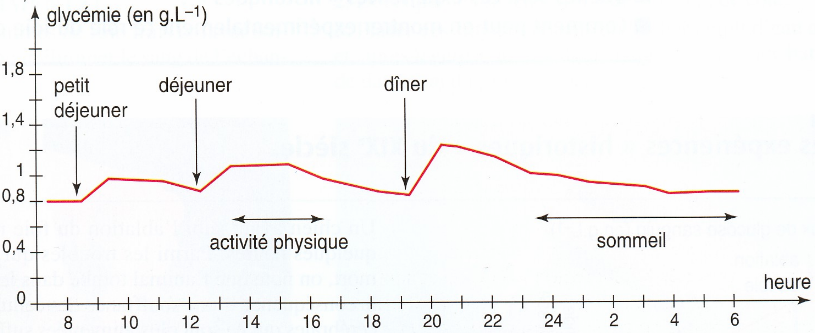 glycémie (en g.L⁻¹)
1,8
1,4
1
0,8
0,4
0
petit
déjeuner
déjeuner
dîner
activité physique
sommeil
heure
8 10 12 14 16 18 20 22 24 2 4 6